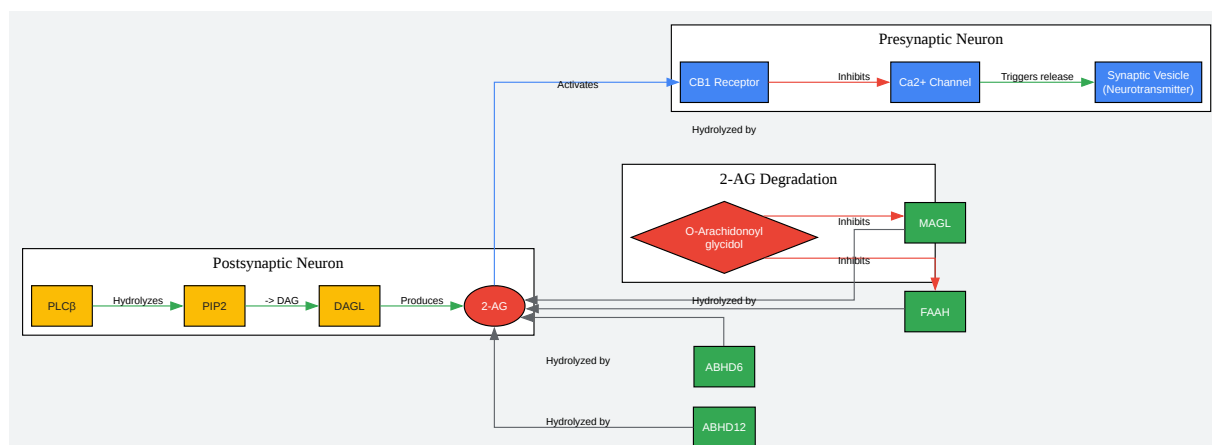 Presynaptic Neuron
CB1 Receptor
Inhibits
Ca2+ Channel
Triggers release
Synaptic Vesicle
(Neurotransmitter)
Activates
Hydrolyzed by
2-AG Degradation
O-Arachidonoyl
glycidol
Inhibits
MAGL
Inhibits
Postsynaptic Neuron
PLCβ
Hydrolyzes
PIP2
-> DAG
DAGL
Produces
2-AG
Hydrolyzed by
FAAH
Hydrolyzed by
ABHD6
Hydrolyzed by
ABHD12